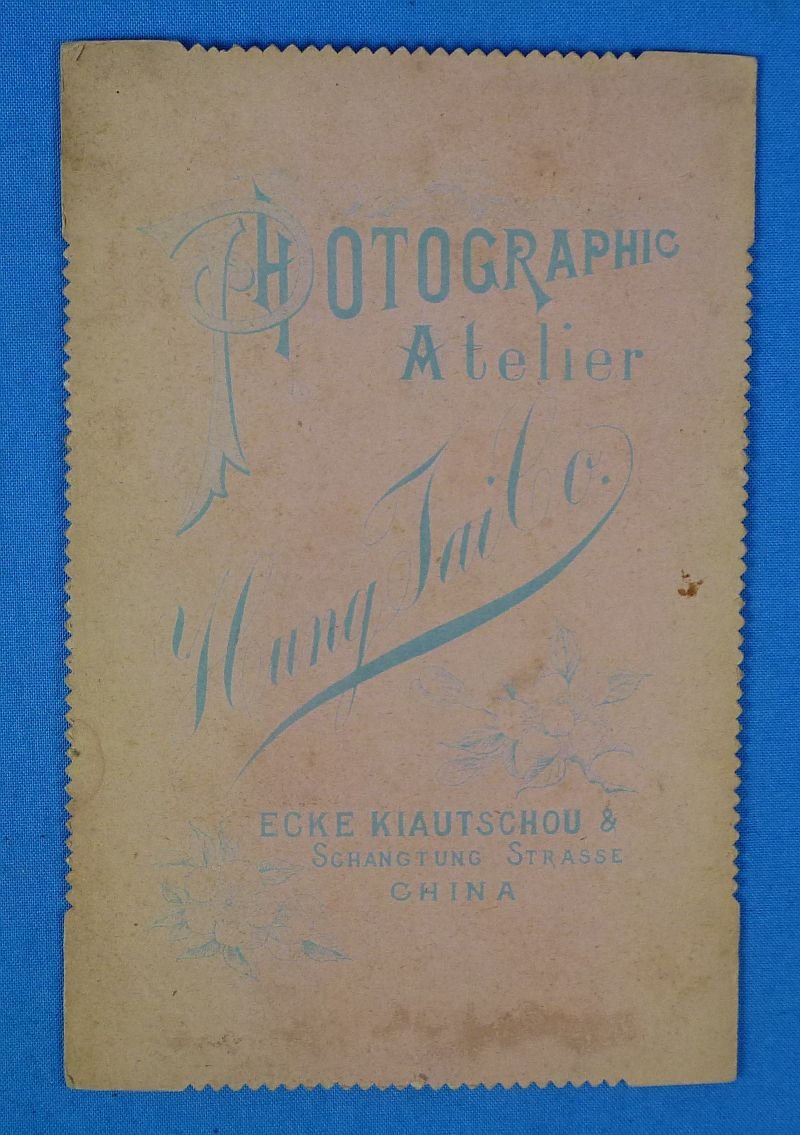 PHOTOGRAPHIC
Atelier
Hung Tai Co.
ECKE KIAUTSCHOU &
SCHANGTUNG STRASSE
CHINA